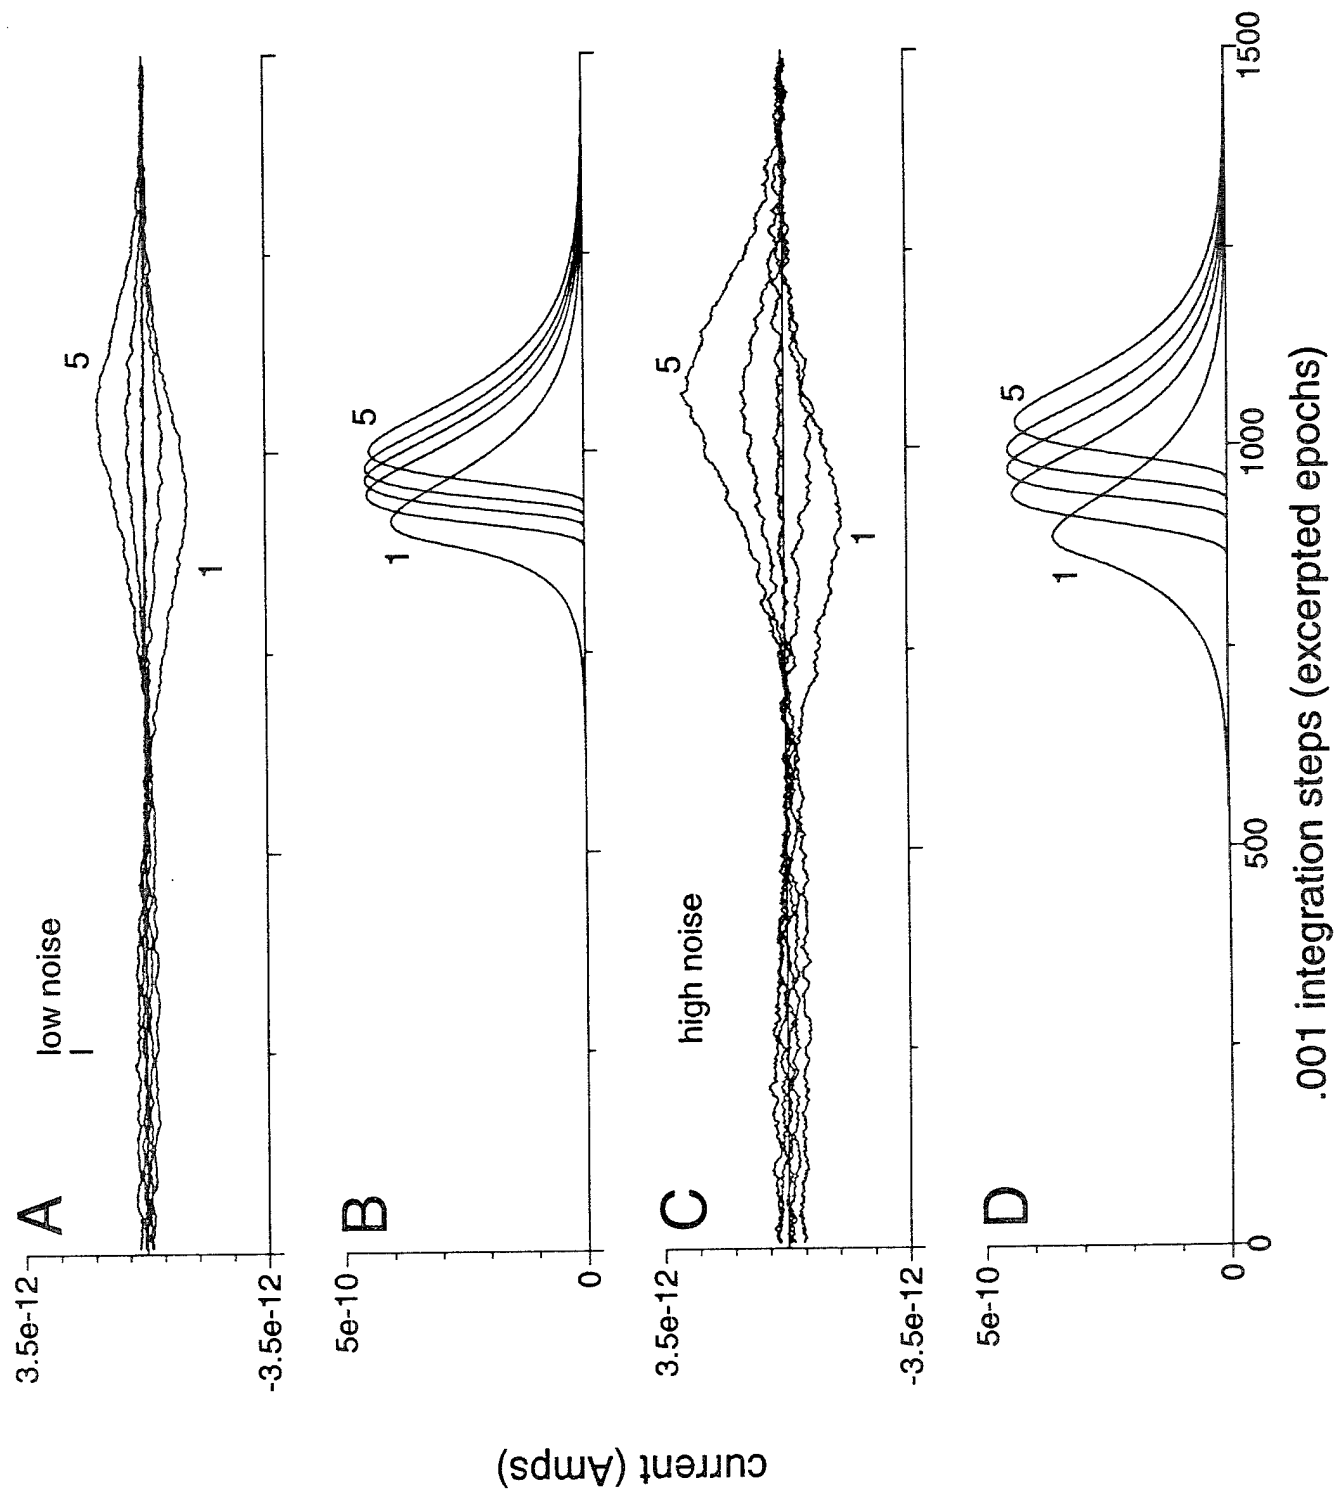 A
low noise
3.5e-12
-3.5e-12
5
1
B
5e-10
0
5
1
C
high noise
3.5e-12
-3.5e-12
5
1
D
5e-10
0
5
1
0
500
1000
1500
.001 integration steps (excerpted epochs)
current (Amps)